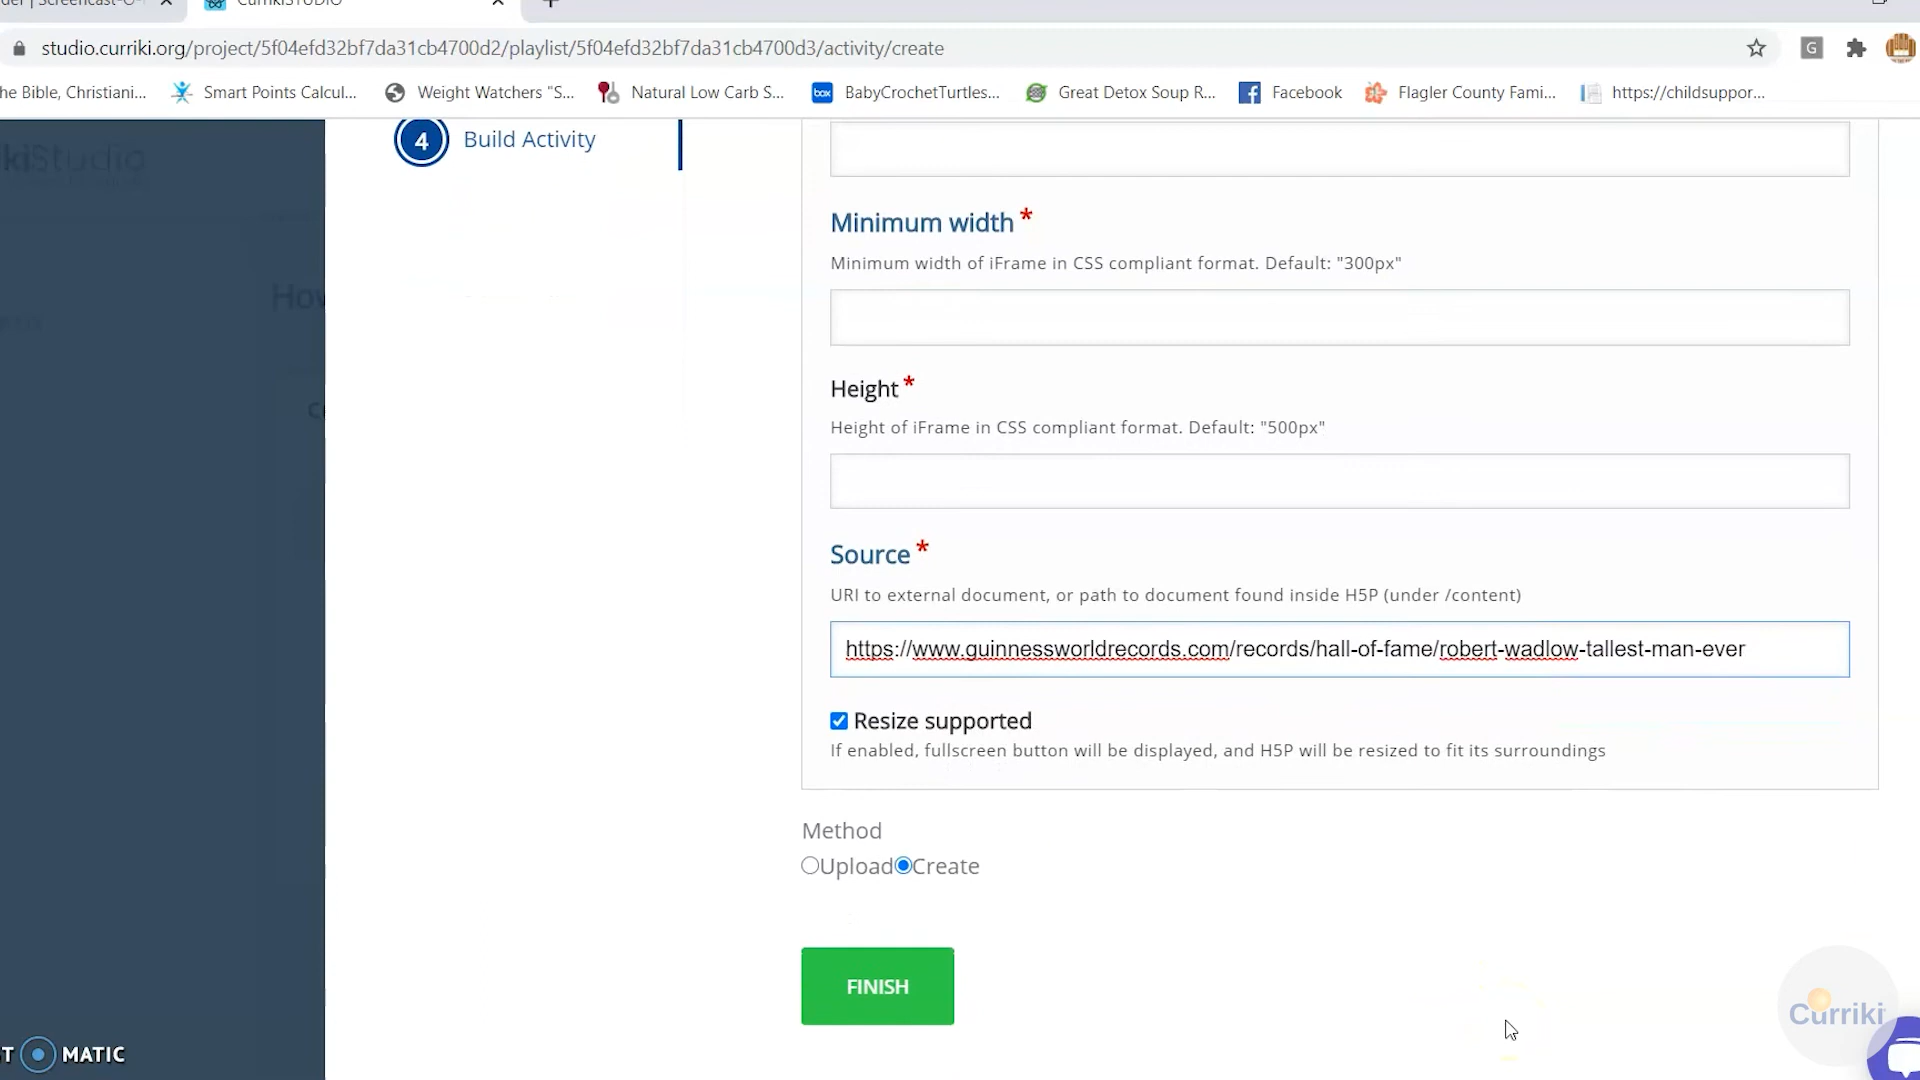 CurrikiSTUDIO
studio.curriki.org/project/5f04efd32bf7da31cb4700d2/playlist/5f04efd32bf7da31cb4700d3/activity/create
G
he Bible, Christiani...
Smart Points Calcul...
Weight Watchers "S...
Natural Low Carb S...
box
BabyCrochetTurtles...
Great Detox Soup R...
Facebook
Flagler County Fami...
https://childsuppor...
kiStudio
4
Build Activity
How
Minimum width *
Minimum width of iFrame in CSS compliant format. Default: "300px"
Height *
Height of iFrame in CSS compliant format. Default: "500px"
Source *
URI to external document, or path to document found inside H5P (under /content)
https://www.guinnessworldrecords.com/records/hall-of-fame/robert-wadlow-tallest-man-ever
Resize supported
If enabled, fullscreen button will be displayed, and H5P will be resized to fit its surroundings
Method
Upload Create
FINISH
Curriki
T MATIC